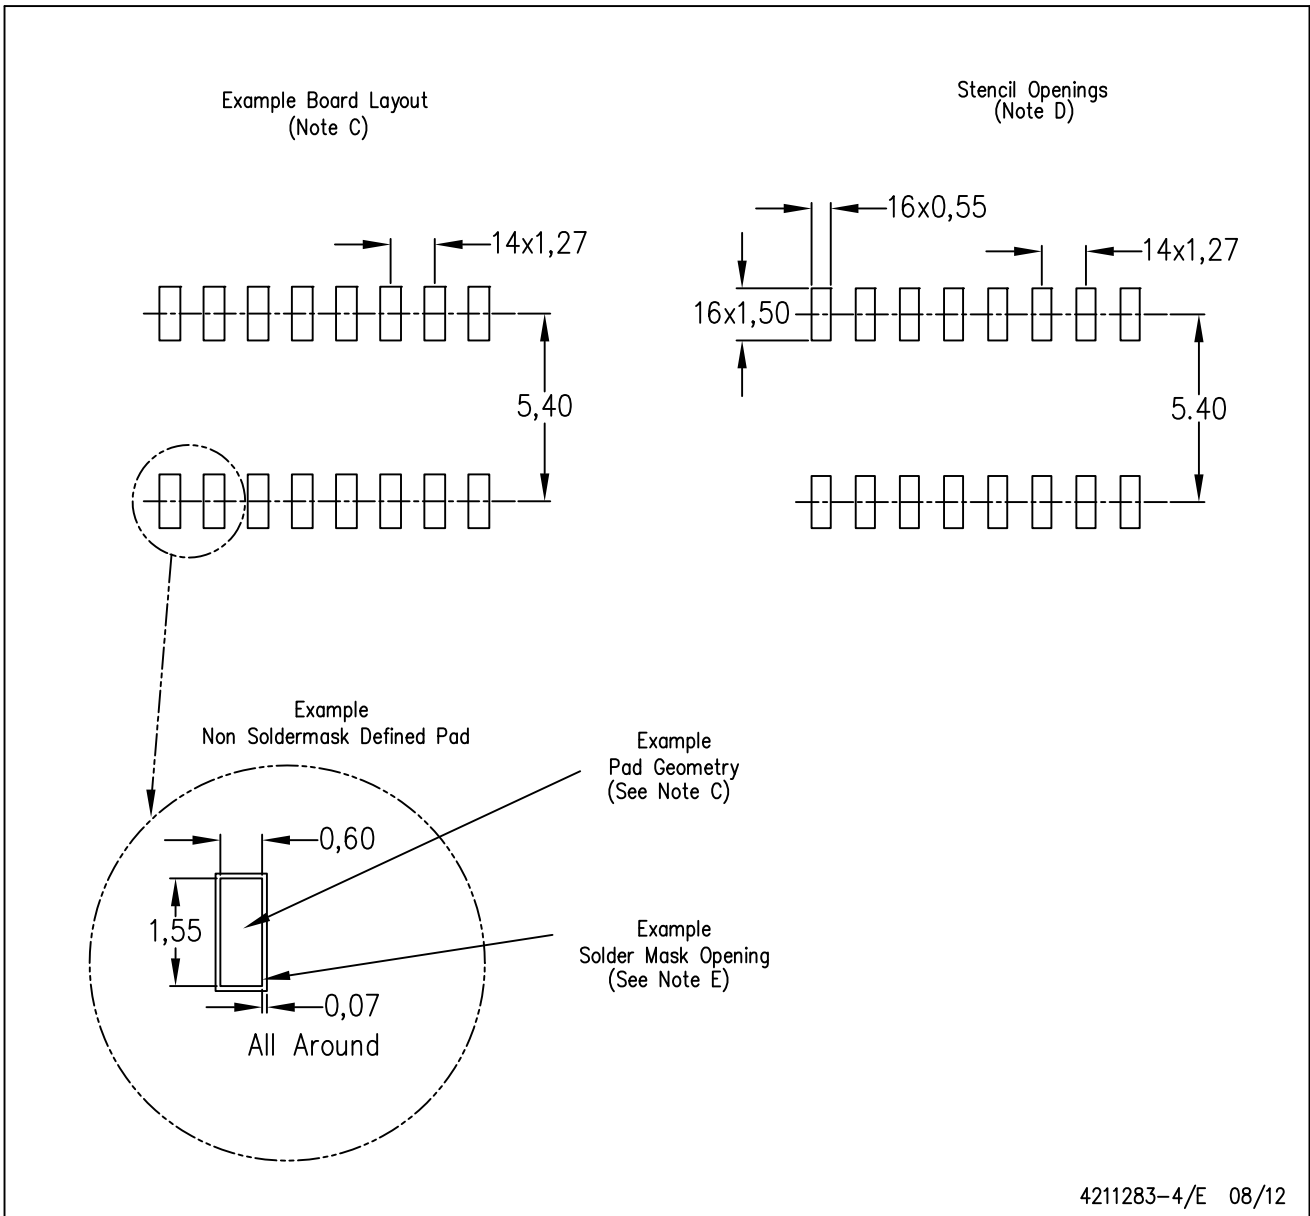 Example Board Layout
(Note C)
Stencil Openings
(Note D)
14x1,27
5,40
16x0,55
14x1,27
16x1,50
5.40
Example
Non Soldermask Defined Pad
0,60
1,55
0,07
All Around
Example
Pad Geometry
(See Note C)
Example
Solder Mask Opening
(See Note E)
4211283-4/E 08/12